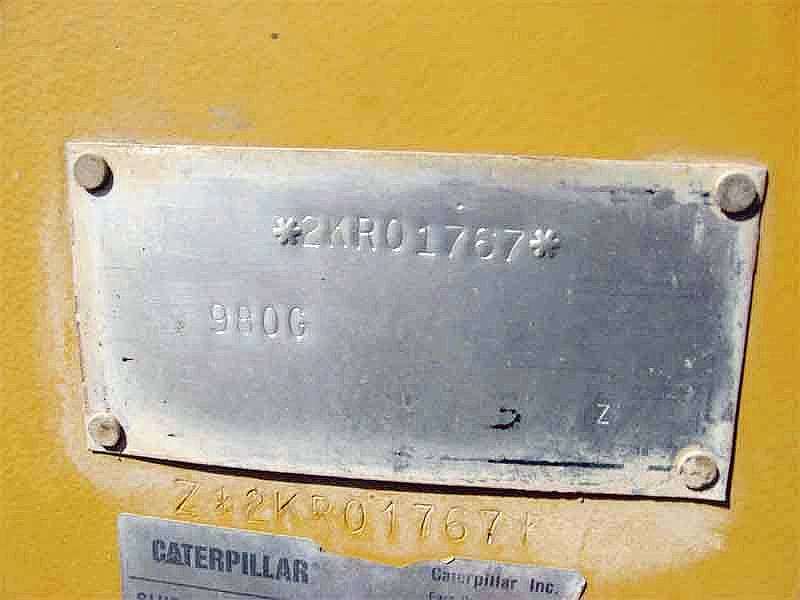 *2KR01767*
980G
Z
Z*2KR01767*
CATERPILLAR
Caterpillar Inc.